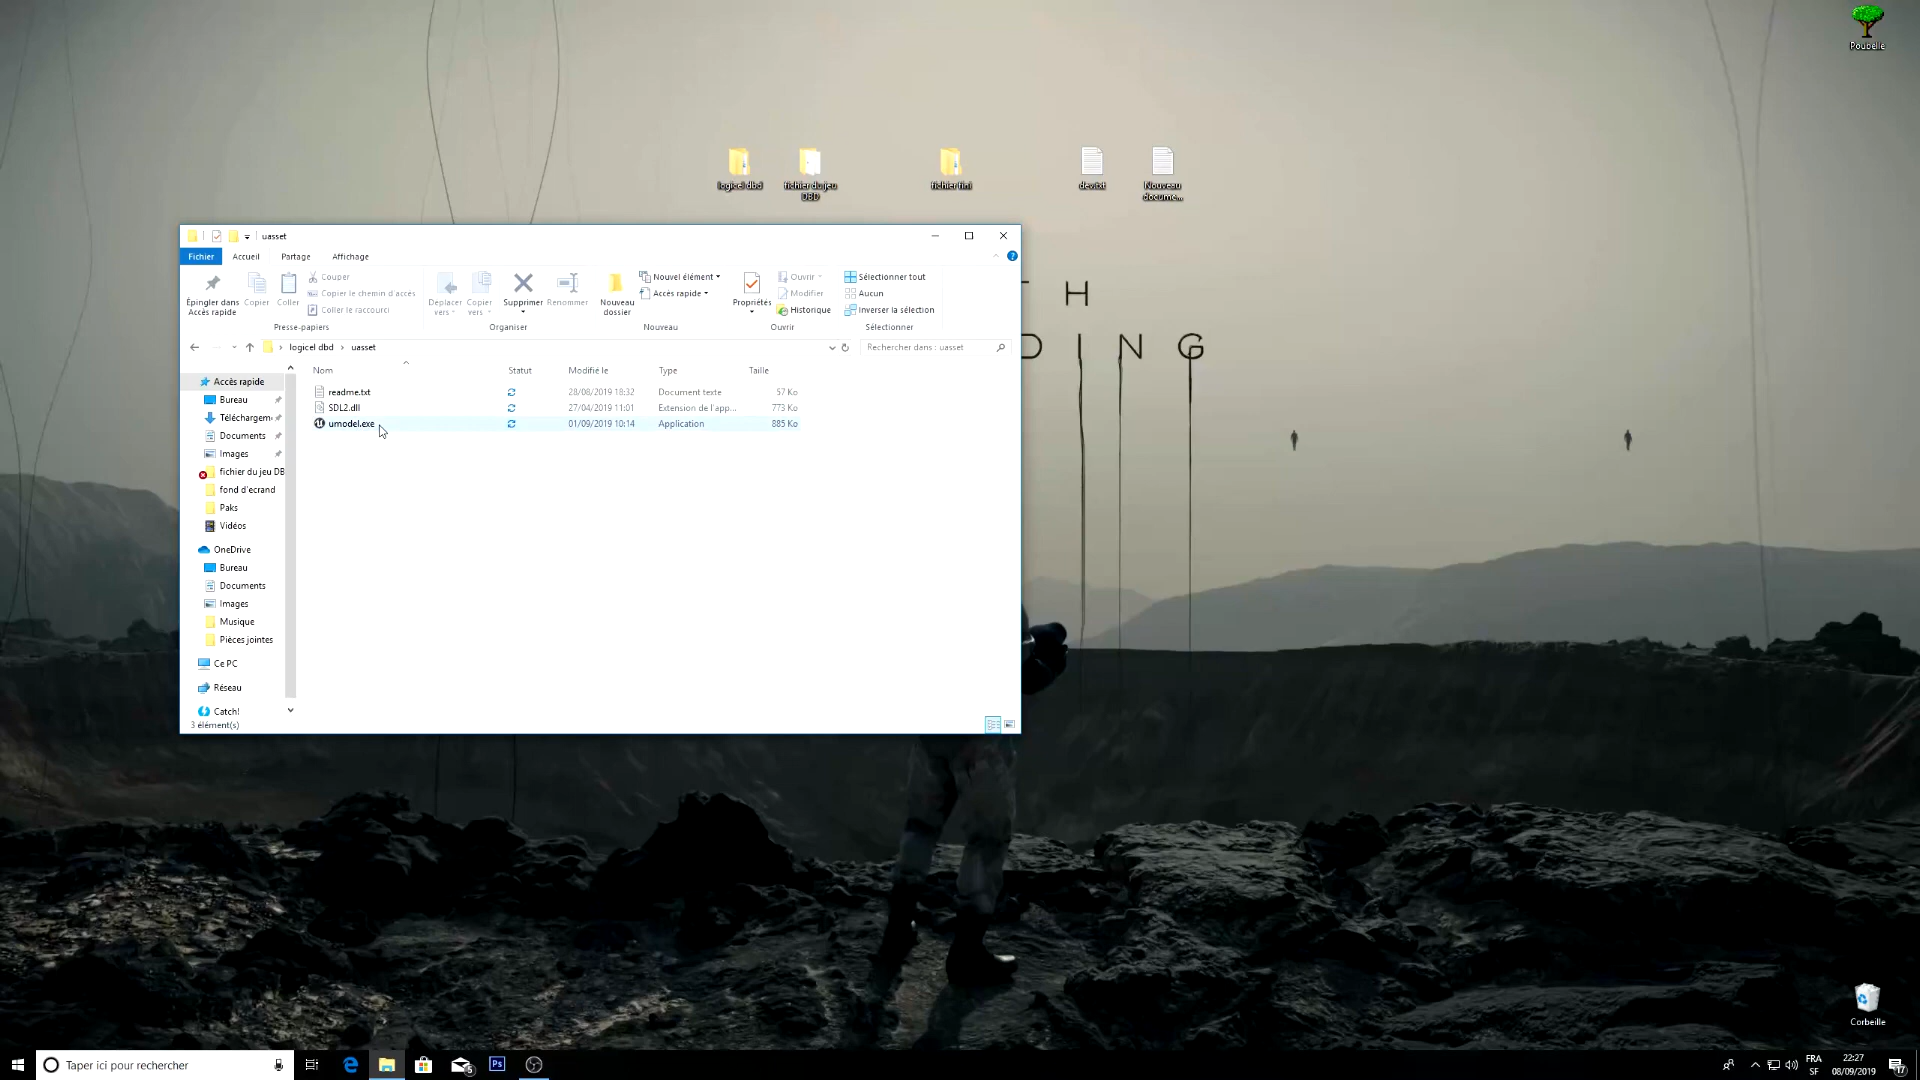 Poubelle
logiciel dbd
fichier du jeu
DBD
fichier fini
dev.txt
Nouveau
docume...
T H
D I N G
uasset
Fichier
Accueil
Partage
Affichage
Épingler dans
Accès rapide
Copier
Coller
Couper
Copier le chemin d'accès
Coller le raccourci
Presse-papiers
Déplacer
vers
Copier
vers
Supprimer
Renommer
Organiser
Nouveau
dossier
Nouvel élément
Accès rapide
Nouveau
Propriétés
Ouvrir
Modifier
Historique
Ouvrir
Sélectionner tout
Aucun
Inverser la sélection
Sélectionner
logicel dbd
uasset
Rechercher dans : uasset
Nom
Statut
Modifié le
Type
Taille
readme.txt 28/08/2019 18:32 Document texte 57 Ko
SDL2.dll 27/04/2019 11:01 Extension de l'app... 773 Ko
umodel.exe 01/09/2019 10:14 Application 885 Ko
Accès rapide
Bureau
Téléchargem
Documents
Images
fichier du jeu DB
fond d'ecrand
Paks
Vidéos
OneDrive
Bureau
Documents
Images
Musique
Pièces jointes
Ce PC
Réseau
Catch!
3 élément(s)
Corbeille
Taper ici pour rechercher
5
Ps
FRA
SF
22:27
08/09/2019
17